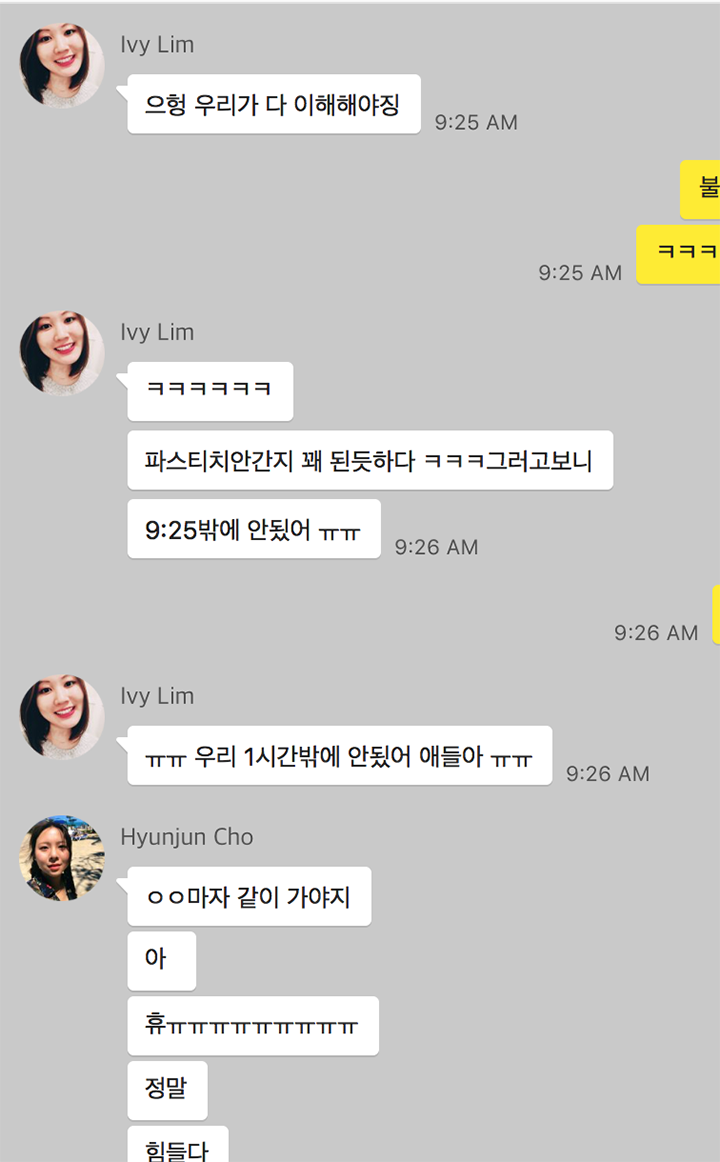 Ivy Lim
으헝 우리가 다 이해해야징
9:25 AM
불
ㅋㅋㅋ
9:25 AM
Ivy Lim
ㅋㅋㅋㅋㅋㅋ
파스티치안간지 꽤 된듯하다 ㅋㅋㅋ그러고보니
9:25밖에 안됬어 ㅠㅠ
9:26 AM
9:26 AM
Ivy Lim
ㅠㅠ 우리 1시간밖에 안됬어 얘들아 ㅠㅠ
9:26 AM
Hyunjun Cho
ㅇㅇ마자 같이 가야지
아
휴ㅠㅠㅠㅠㅠㅠㅠㅠㅠ
정말
힘들다